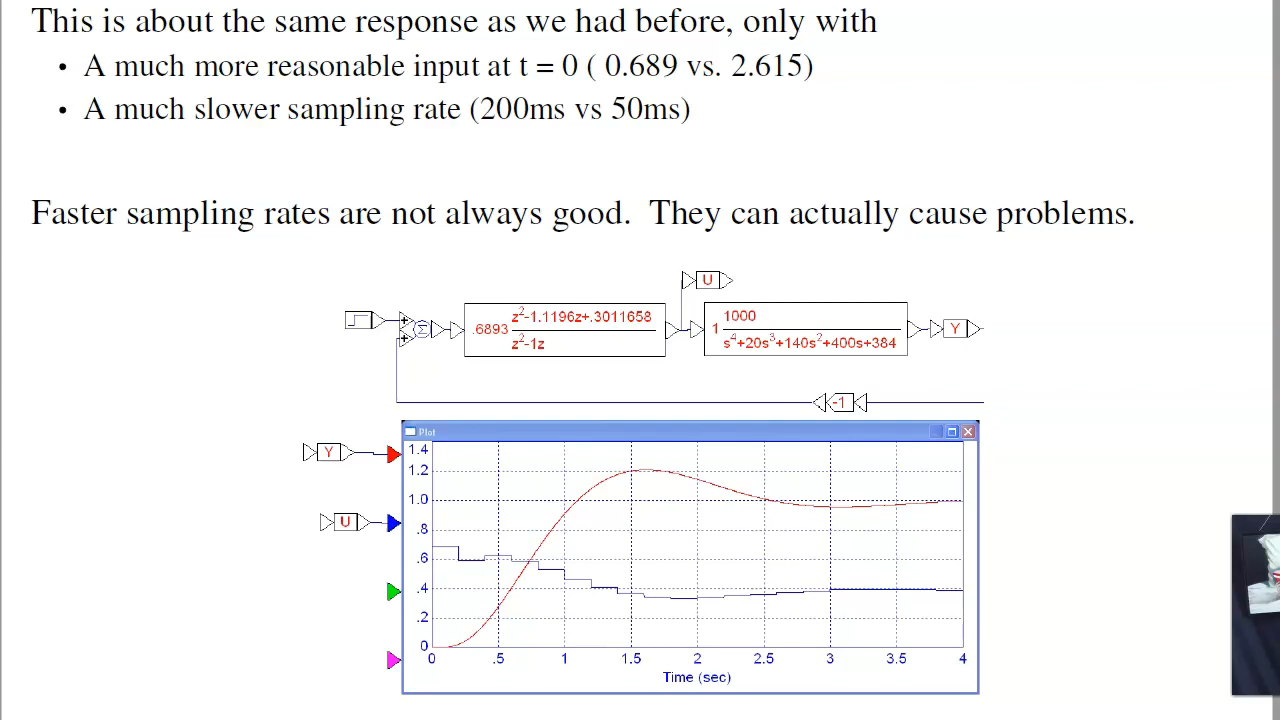 This is about the same response as we had before, only with
• A much more reasonable input at t = 0 ( 0.689 vs. 2.615)
• A much slower sampling rate (200ms vs 50ms)
Faster sampling rates are not always good. They can actually cause problems.
U
.6893 z²-1.1196z+.3011658
z²-1z
+
Σ
+
1 1000
s⁴+20s³+140s²+400s+384
Y
-1
Plot
Y
U
1.4
1.2
1.0
.8
.6
.4
.2
0
0 .5 1 1.5 2 2.5 3 3.5 4
Time (sec)